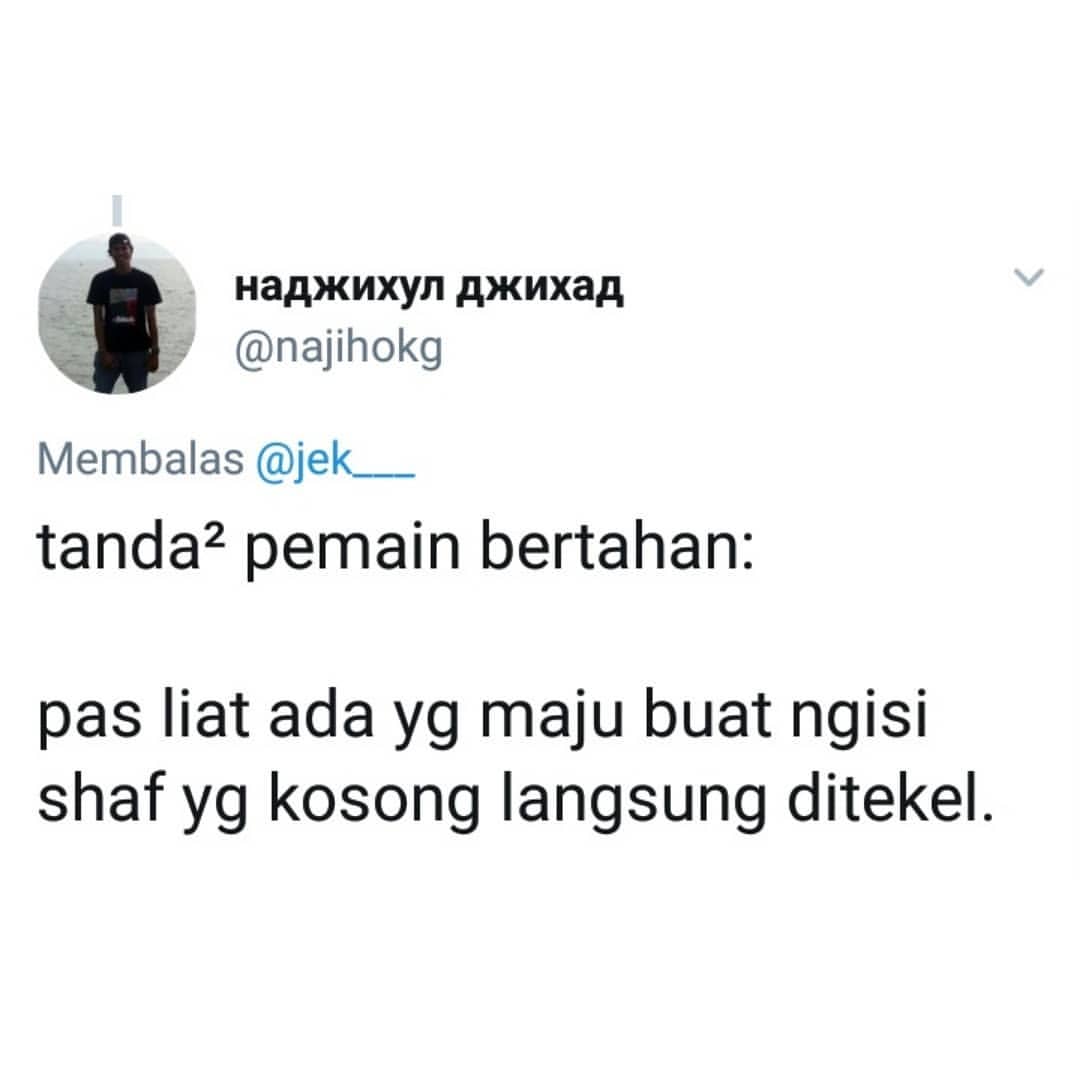 наджихул джихад
@najihokg
Membalas @jek___
tanda² pemain bertahan:
pas liat ada yg maju buat ngisi
shaf yg kosong langsung ditekel.